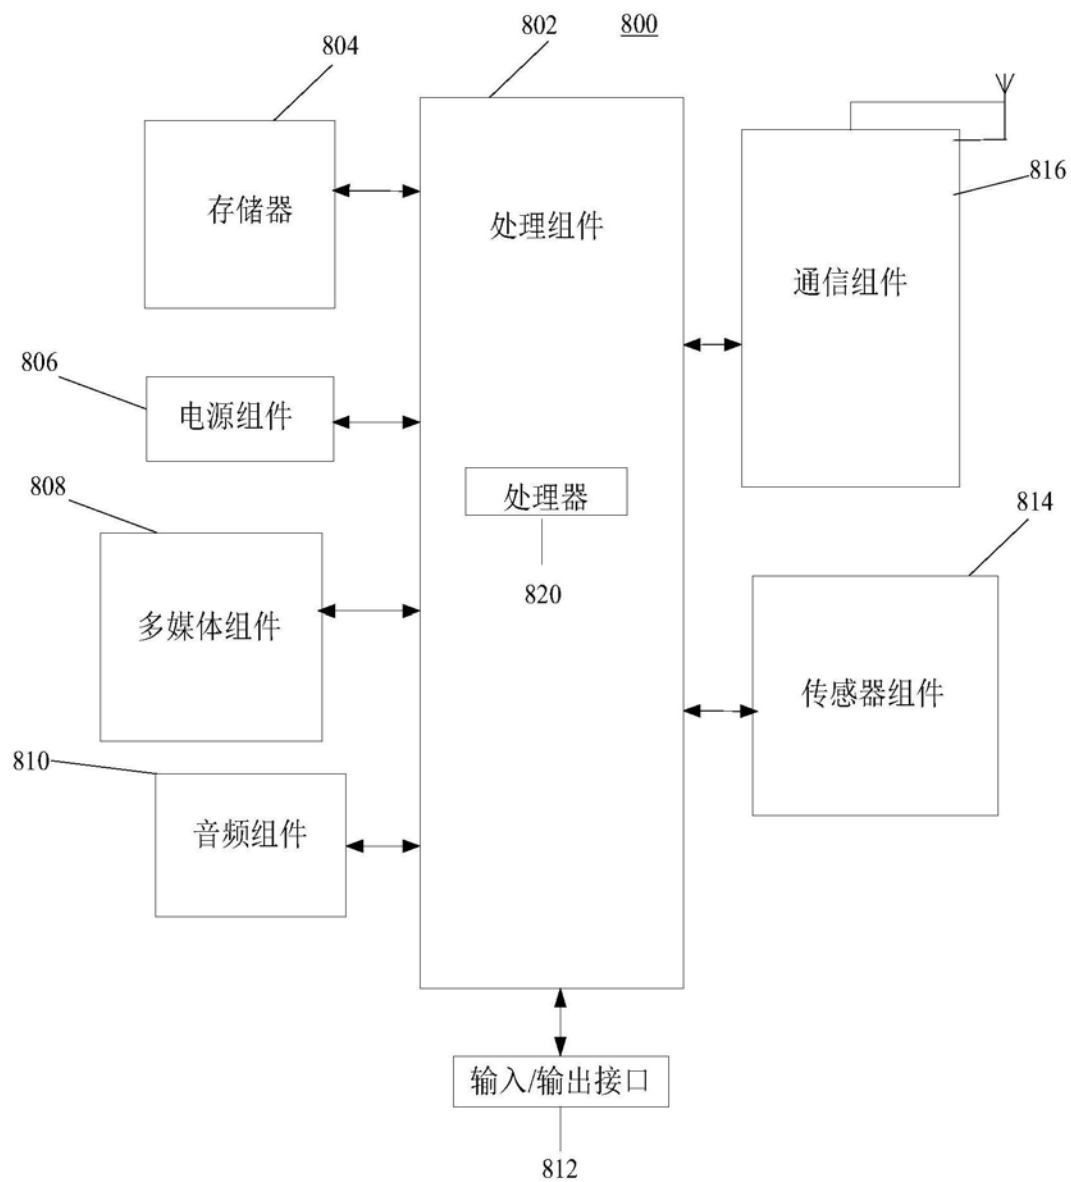 802
800
804
816
存储器
处理组件
通信组件
806
电源组件
808
处理器
814
820
多媒体组件
传感器组件
810
音频组件
输入/输出接口
812